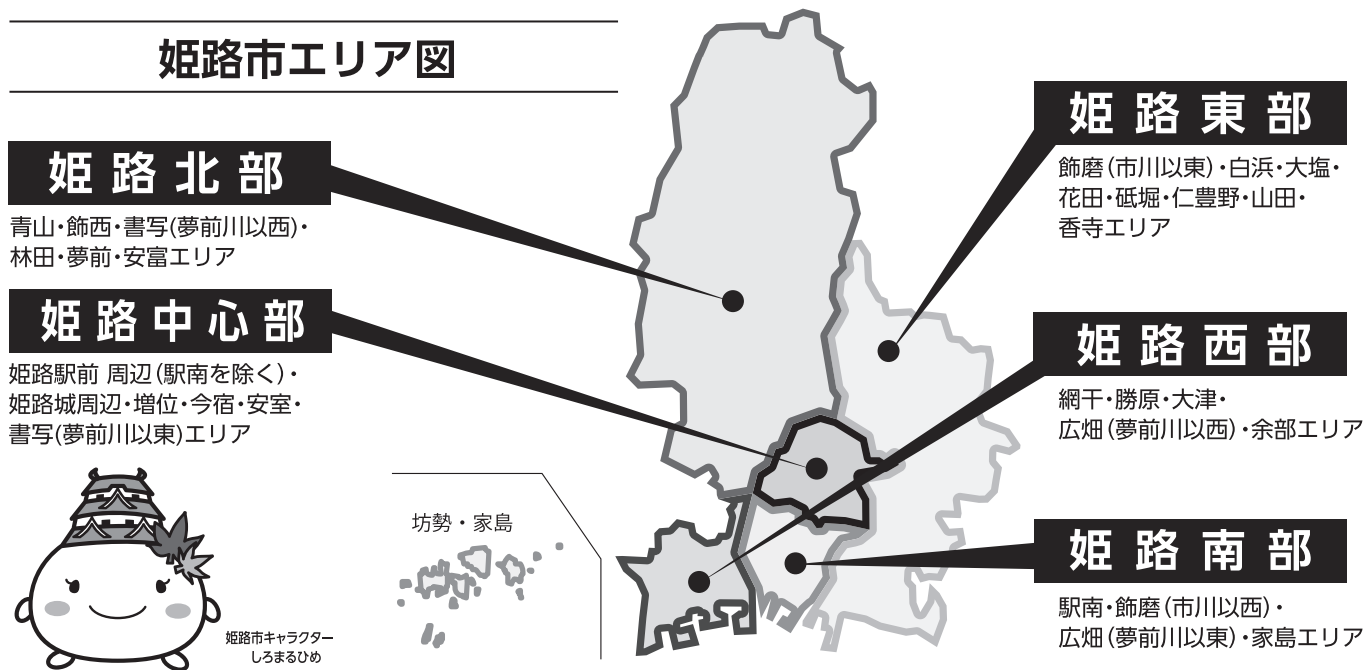 姫路市エリア図
姫路北部
青山・飾西・書写(夢前川以西)・
林田・夢前・安富エリア
姫路中心部
姫路駅前 周辺(駅南を除く)・
姫路城周辺・増位・今宿・安室・
書写(夢前川以東)エリア
姫路市キャラクター
しろまるひめ
坊勢・家島
姫路東部
飾磨(市川以東)・白浜・大塩・
花田・砥堀・仁豊野・山田・
香寺エリア
姫路西部
網干・勝原・大津・
広畑(夢前川以西)・余部エリア
姫路南部
駅南・飾磨(市川以西)・
広畑(夢前川以東)・家島エリア